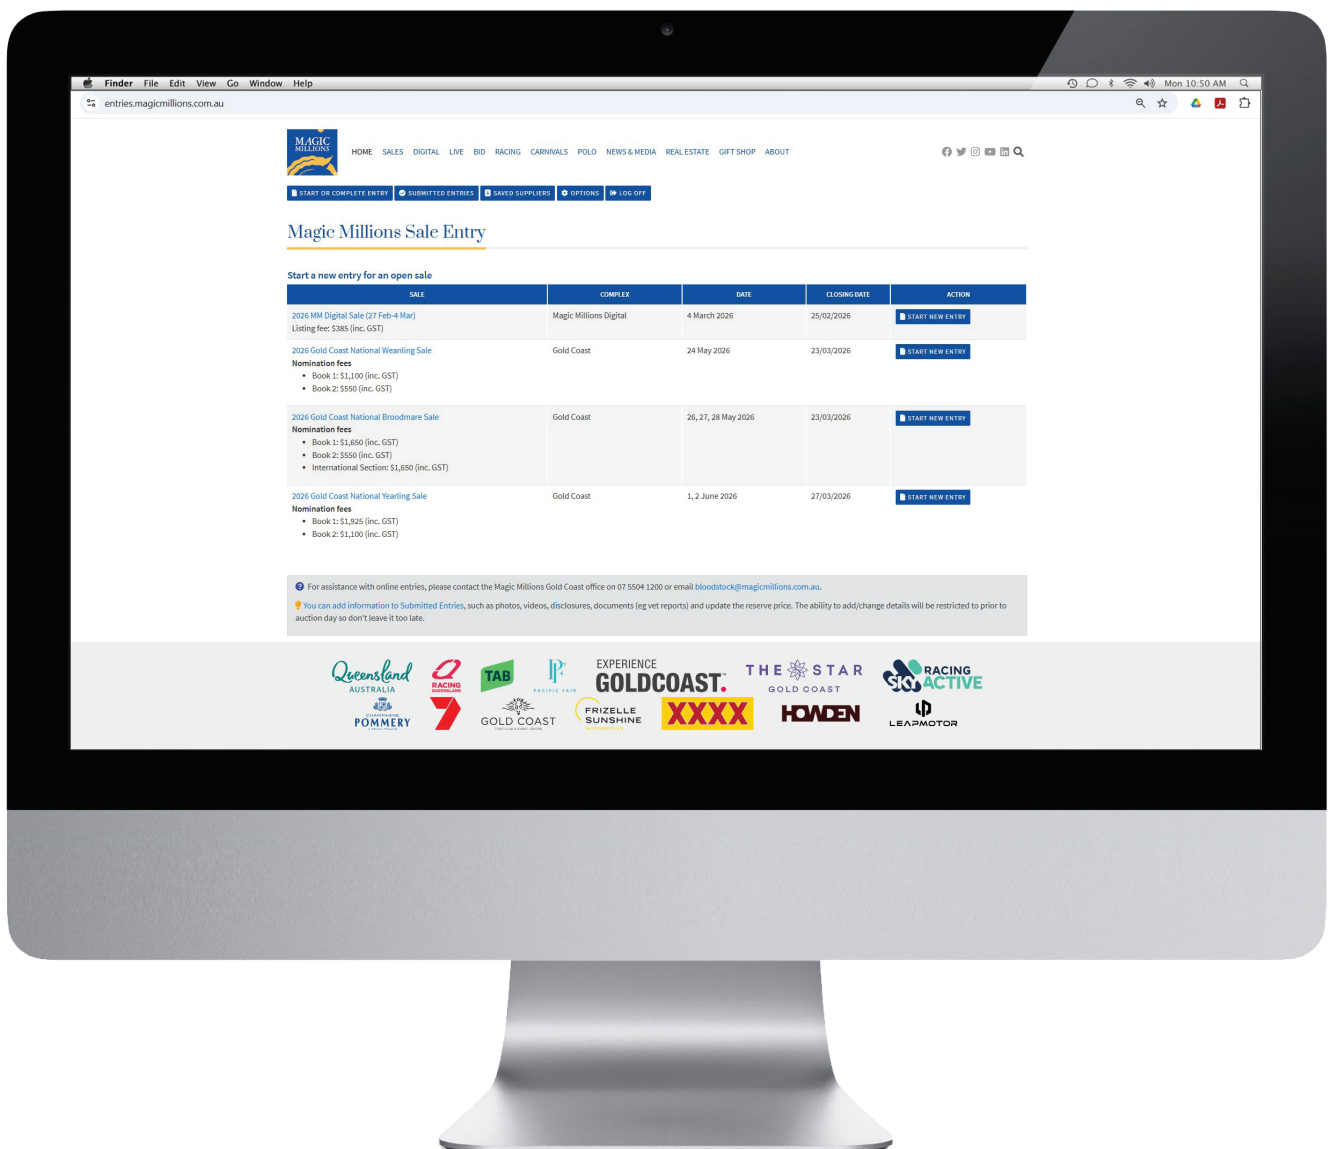 Finder File Edit View Go Window Help Mon 10:50 AM
entries.magicmillions.com.au
MAGIC
MILLIONS
HOME SALES DIGITAL LIVE BID RACING CARNIVALS POLO NEWS & MEDIA REAL ESTATE GIFT SHOP ABOUT
START OR COMPLETE ENTRY SUBMITTED ENTRIES SAVED SUPPLIERS OPTIONS LOG OFF
Magic Millions Sale Entry
Start a new entry for an open sale
SALE COMPLEX DATE CLOSING DATE ACTION
2026 MM Digital Sale (27 Feb-4 Mar) Magic Millions Digital 4 March 2026 25/02/2026 START NEW ENTRY
Listing fee: $385 (inc. GST)
2026 Gold Coast National Weanling Sale Gold Coast 24 May 2026 23/03/2026 START NEW ENTRY
Nomination fees
• Book 1: $1,100 (inc. GST)
• Book 2: $550 (inc. GST)
2026 Gold Coast National Broodmare Sale Gold Coast 26, 27, 28 May 2026 23/03/2026 START NEW ENTRY
Nomination fees
• Book 1: $1,650 (inc. GST)
• Book 2: $550 (inc. GST)
• International Section: $1,650 (inc. GST)
2026 Gold Coast National Yearling Sale Gold Coast 1, 2 June 2026 27/03/2026 START NEW ENTRY
Nomination fees
• Book 1: $1,925 (inc. GST)
• Book 2: $1,100 (inc. GST)
For assistance with online entries, please contact the Magic Millions Gold Coast office on 07 5504 1200 or email bloodstock@magicmillions.com.au.
You can add information to Submitted Entries, such as photos, videos, disclosures, documents (eg vet reports) and update the reserve price. The ability to add/change details will be restricted to prior to
auction day so don't leave it too late.
Queensland
AUSTRALIA
RACING
QUEENSLAND
TAB
PACIFIC FAIR
EXPERIENCE
GOLDCOAST.
THE STAR
GOLD COAST
SKY RACING
ACTIVE
CHAMPAGNE
POMMERY
7
GOLD COAST
TURF CLUB & EVENT CENTRE
FRIZELLE
SUNSHINE
AUTOMOTIVE
XXXX
HOWDEN
LEAPMOTOR